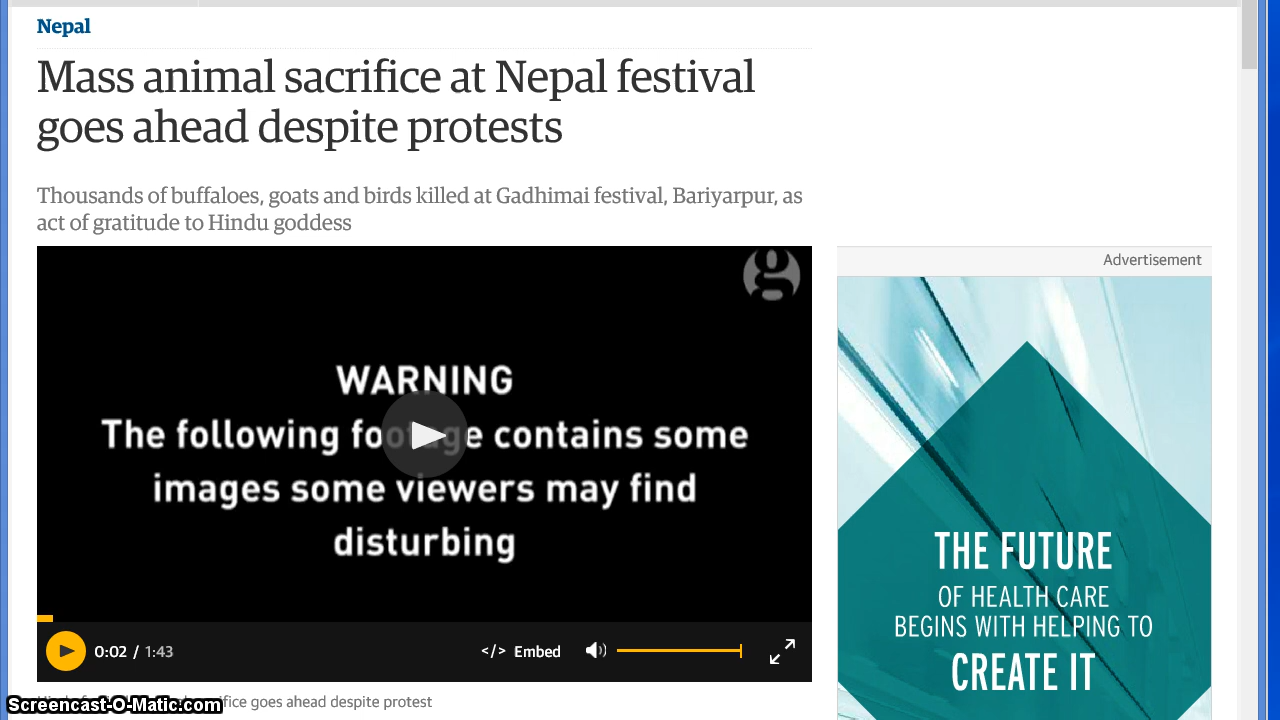 Nepal
Mass animal sacrifice at Nepal festival
goes ahead despite protests
Thousands of buffaloes, goats and birds killed at Gadhimai festival, Bariyarpur, as
act of gratitude to Hindu goddess
g
WARNING
The following footage contains some
images some viewers may find
disturbing
0:02 / 1:43
</> Embed
Advertisement
THE FUTURE
OF HEALTH CARE
BEGINS WITH HELPING TO
CREATE IT
goes ahead despite protest
Screencast-O-Matic.com